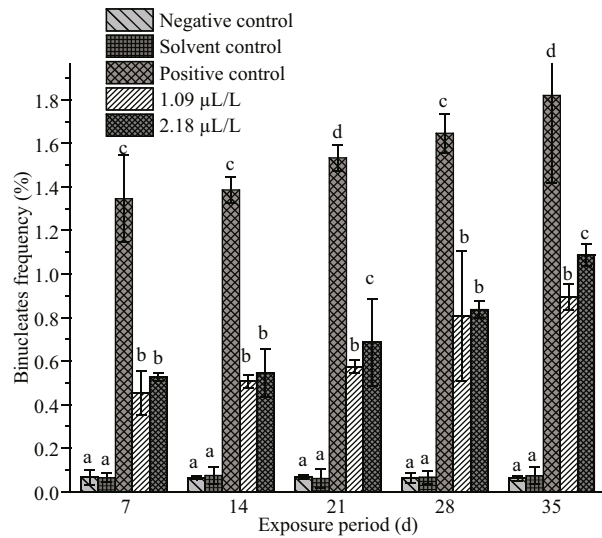 Negative control
Solvent control
Positive control
1.09 µL/L
2.18 µL/L
Binucleates frequency (%)
1.8
1.6
1.4
1.2
1.0
0.8
0.6
0.4
0.2
0.0
a a c b b
a a c b b
a a d b c
a a c b b
a a d b c
7 14 21 28 35
Exposure period (d)